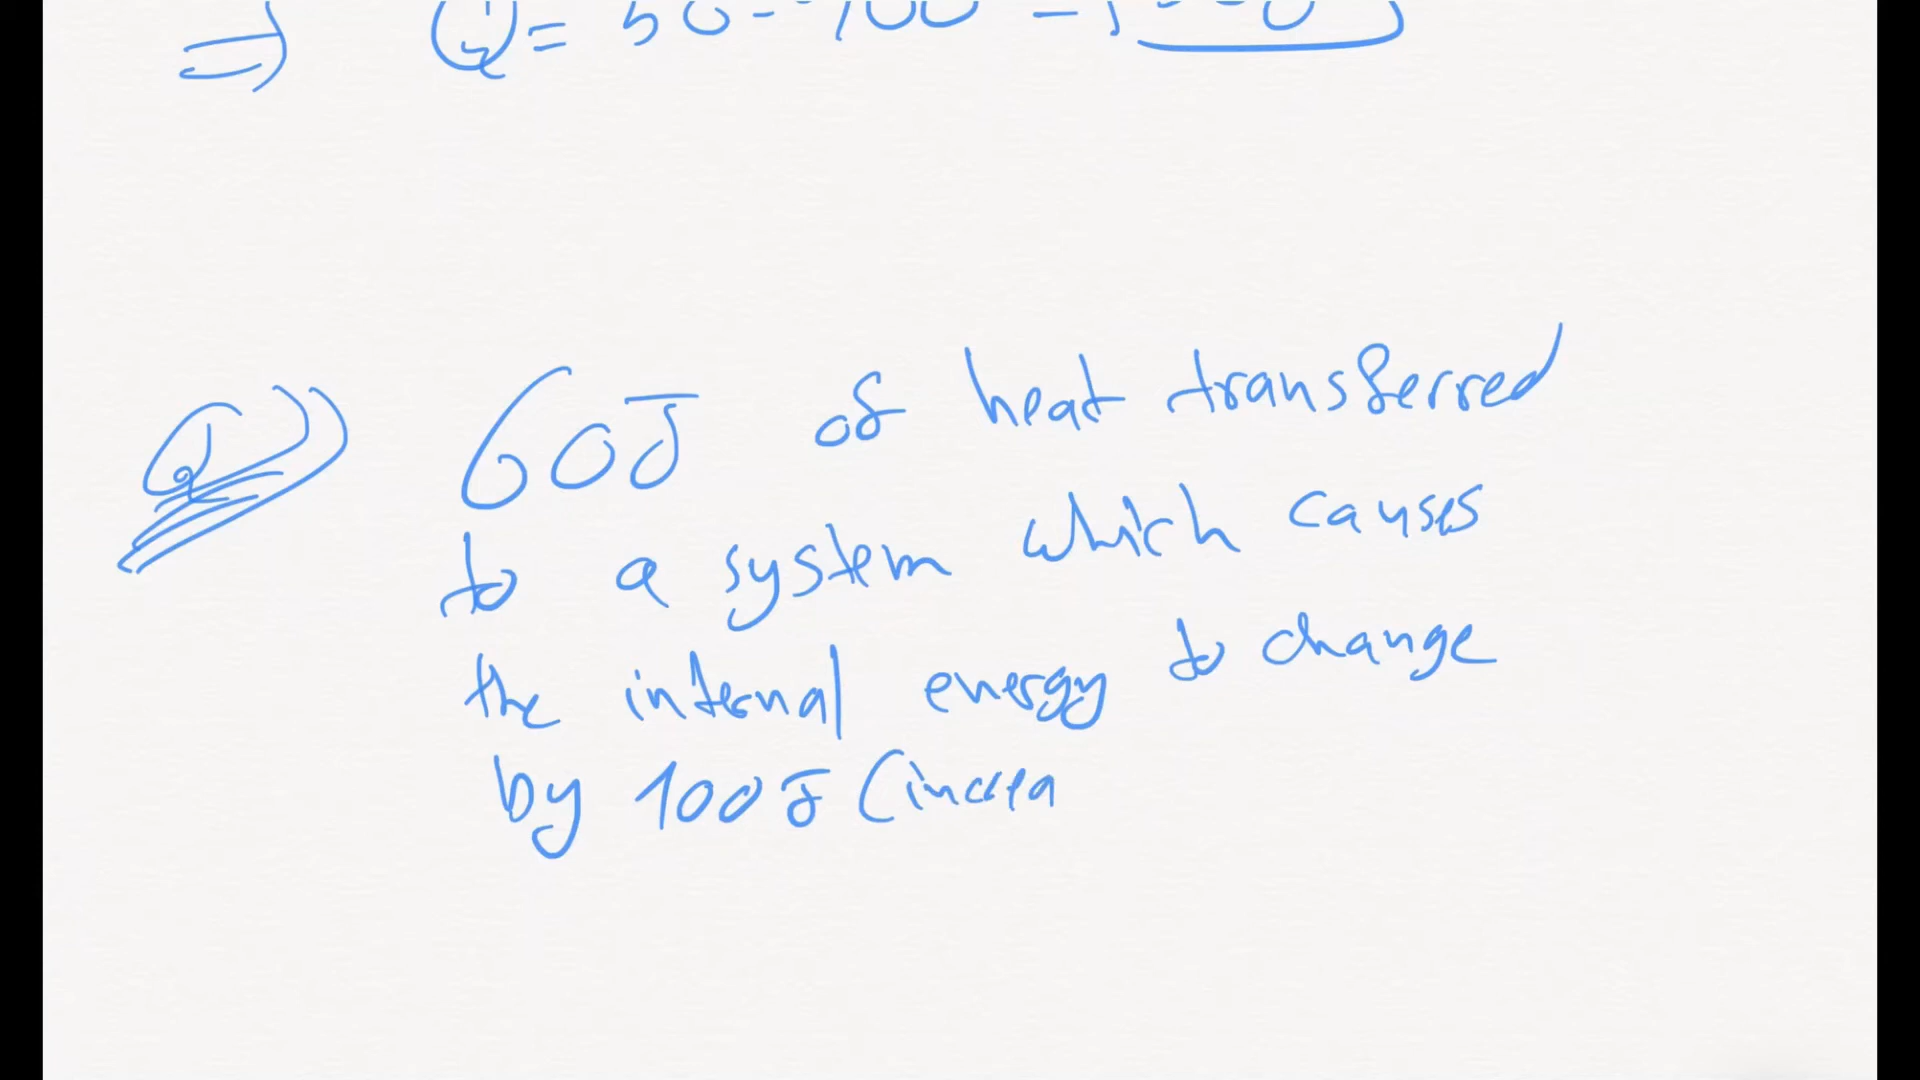 ⇒ Q =
Q) 60J of heat transferred
to a system which causes
the internal energy to change
by 100J (increa